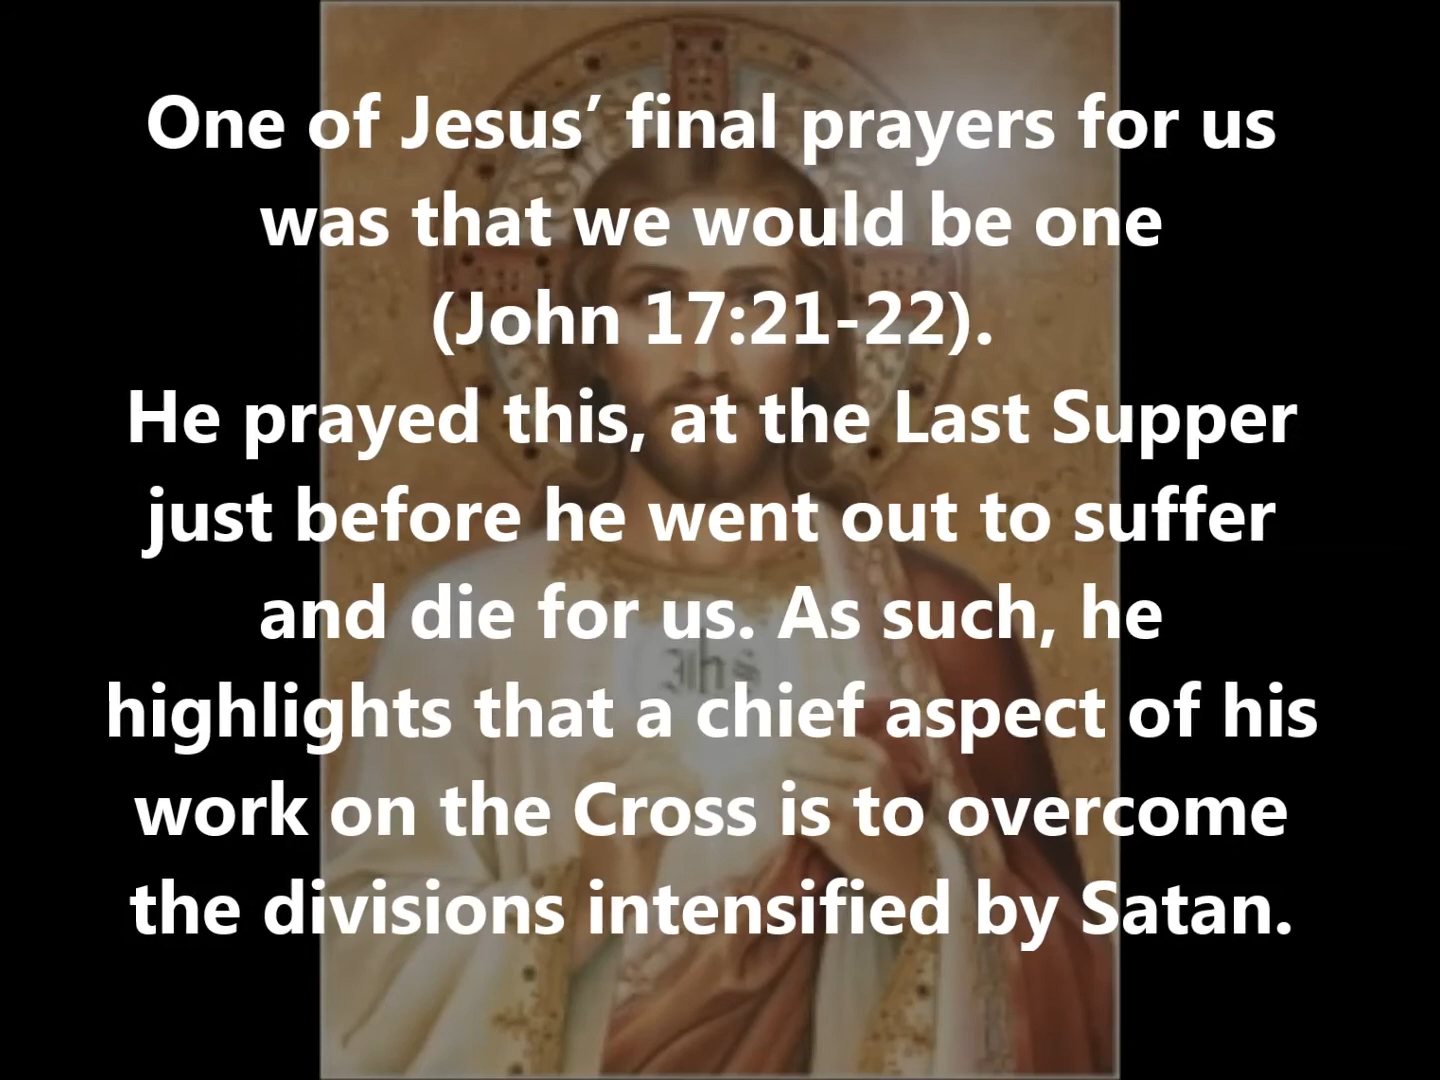 One of Jesus’ final prayers for us
was that we would be one
(John 17:21-22).
He prayed this, at the Last Supper
just before he went out to suffer
and die for us. As such, he
Ihs
highlights that a chief aspect of his
work on the Cross is to overcome
the divisions intensified by Satan.